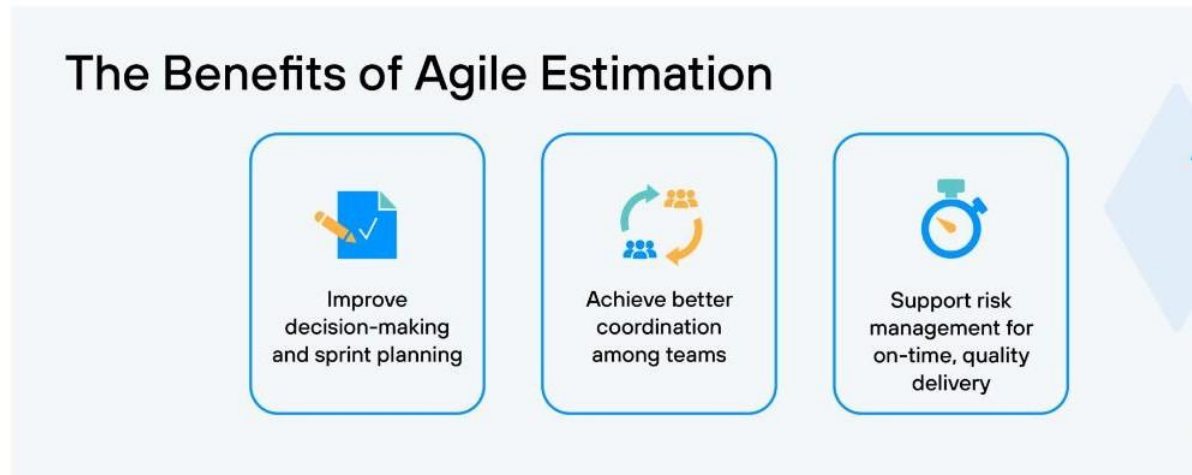 The Benefits of Agile Estimation
Improve
decision-making
and sprint planning
Achieve better
coordination
among teams
Support risk
management for
on-time, quality
delivery